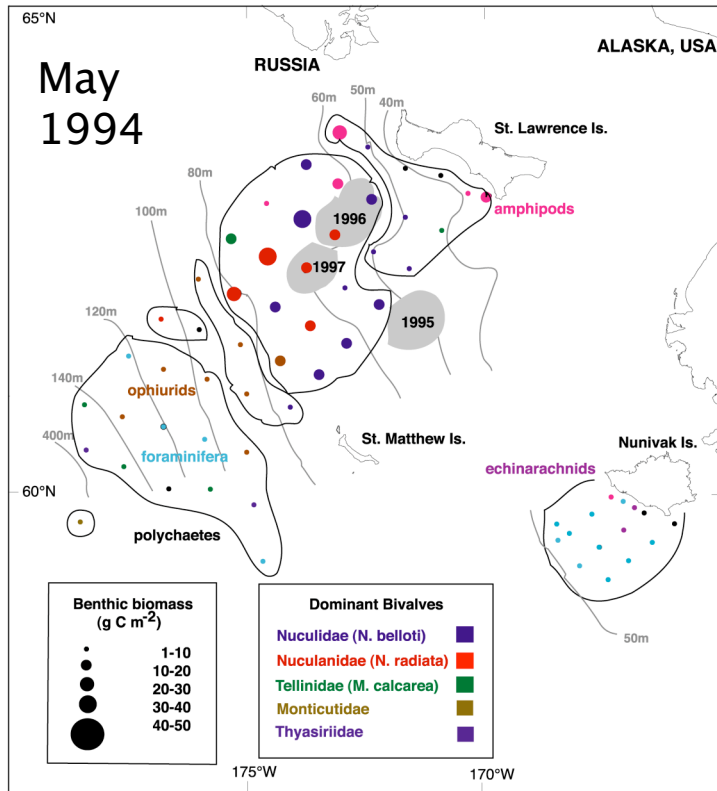 65°N
ALASKA, USA
RUSSIA
May
1994
60m
50m
40m
St. Lawrence Is.
80m
amphipods
100m
1996
1997
1995
120m
140m
ophiurids
400m
foraminifera
St. Matthew Is.
Nunivak Is.
echinarachnids
60°N
polychaetes
50m
Benthic biomass
(g C m-2)
1-10
10-20
20-30
30-40
40-50
Dominant Bivalves
Nuculidae (N. belloti)
Nuculanidae (N. radiata)
Tellinidae (M. calcarea)
Monticutidae
Thyasiriidae
175°W
170°W